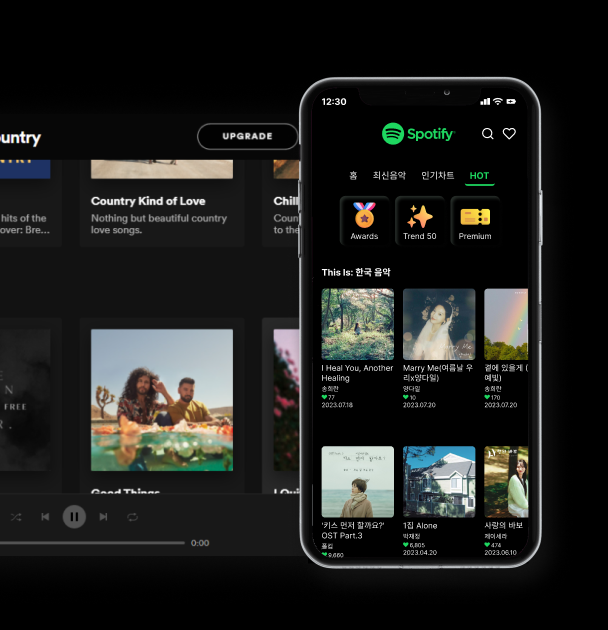 ountry
UPGRADE
Country Kind of Love
Nothing but beautiful country
love songs.
hits of the
over: Bre...
Chill
Coun
to the
FREE
Good Things
0:00
12:30
Spotify
홈
최신음악
인기차트
HOT
Awards
Trend 50
Premium
This Is: 한국 음악
I Heal You, Another
Healing
송희란
77
2023.07.18
Marry Me(여름날 우
리x양다일)
양다일
10
2023.07.20
곁에 있을게 (
예빛)
송희란
170
2023.07.20
'키스 먼저 할까요?'
OST Part.3
폴킴
9,660
1집 Alone
박재정
6,805
2023.04.20
사랑의 바보
제이세라
474
2023.06.10